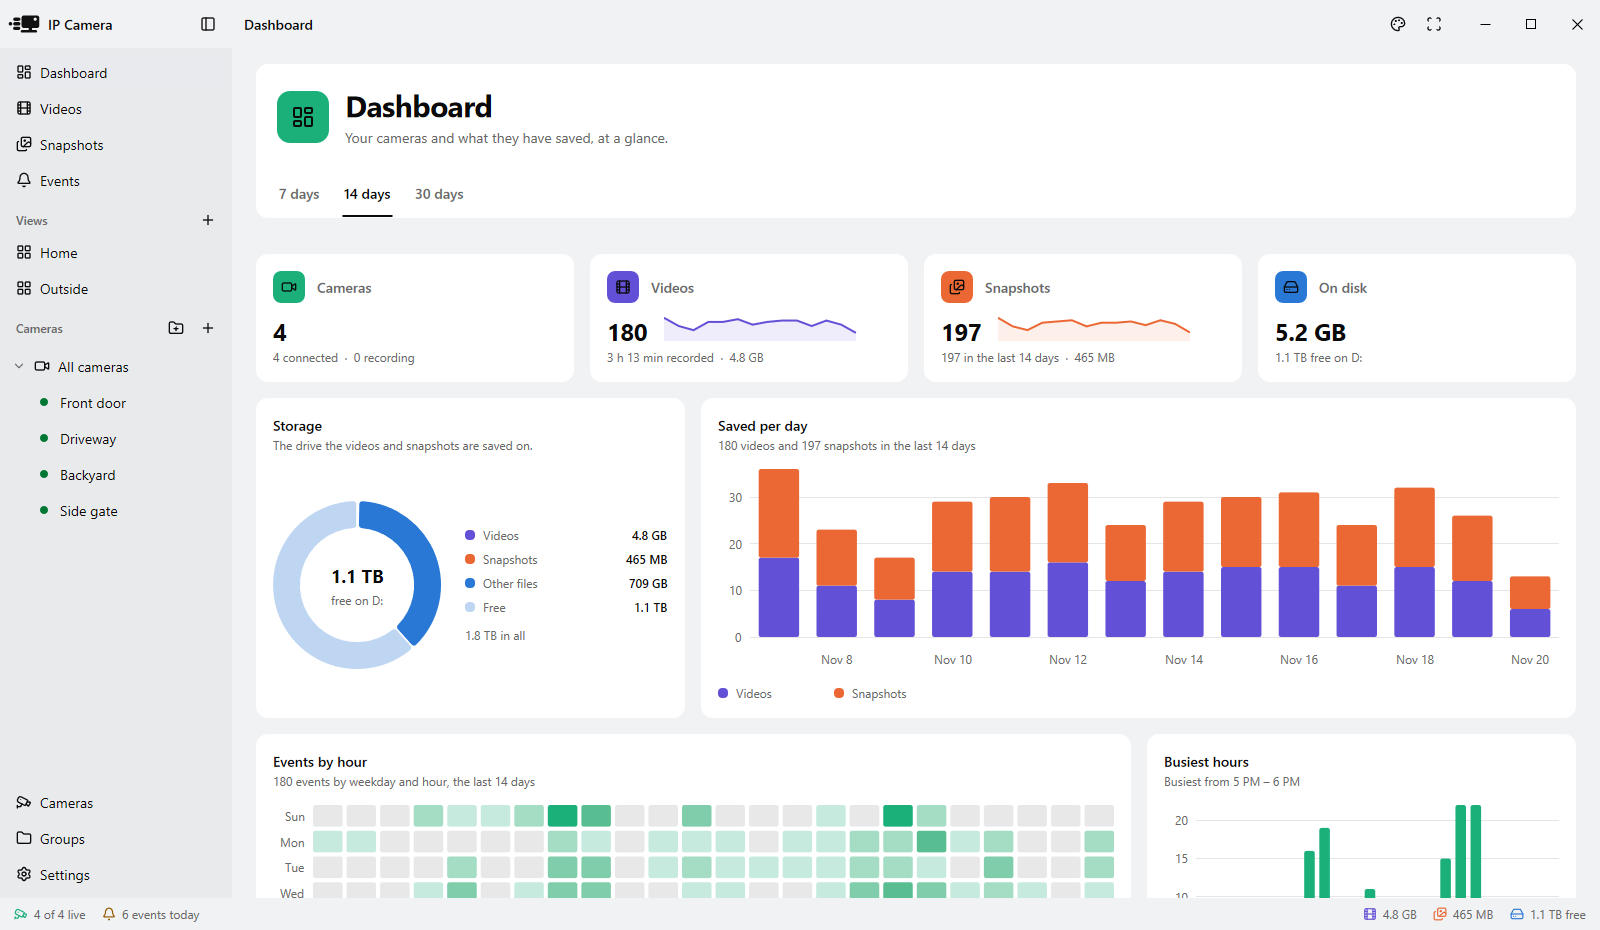 IP Camera
Dashboard
Dashboard
Videos
Snapshots
Events
Views
Home
Outside
Cameras
All cameras
Front door
Driveway
Backyard
Side gate
Cameras
Groups
Settings
Dashboard
Your cameras and what they have saved, at a glance.
7 days 14 days 30 days
Cameras
4
4 connected · 0 recording
Videos
180
3 h 13 min recorded · 4.8 GB
Snapshots
197
197 in the last 14 days · 465 MB
On disk
5.2 GB
1.1 TB free on D:
Storage
The drive the videos and snapshots are saved on.
1.1 TB
free on D:
Videos 4.8 GB
Snapshots 465 MB
Other files 709 GB
Free 1.1 TB
1.8 TB in all
Saved per day
180 videos and 197 snapshots in the last 14 days
30
20
10
0
Nov 8 Nov 10 Nov 12 Nov 14 Nov 16 Nov 18 Nov 20
Videos Snapshots
Events by hour
180 events by weekday and hour, the last 14 days
Sun
Mon
Tue
Wed
Busiest hours
Busiest from 5 PM – 6 PM
20
15
10
4 of 4 live 6 events today 4.8 GB 465 MB 1.1 TB free